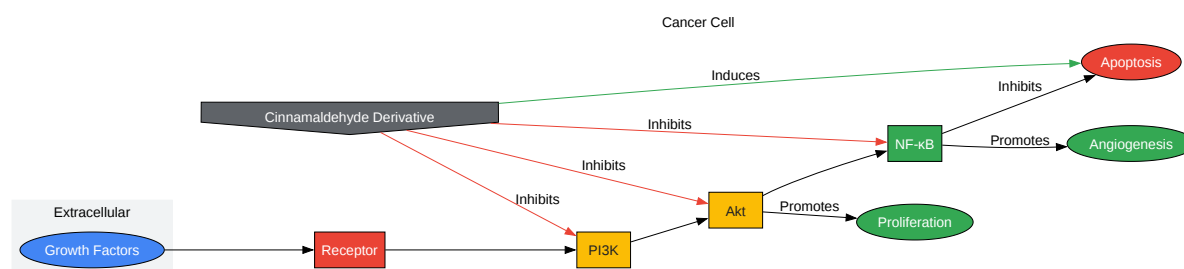 Cancer Cell
Apoptosis
Induces
Inhibits
Cinnamaldehyde Derivative
Inhibits
NF-κB
Promotes
Angiogenesis
Inhibits
Inhibits
Akt
Promotes
Proliferation
Extracellular
Growth Factors
Receptor
PI3K